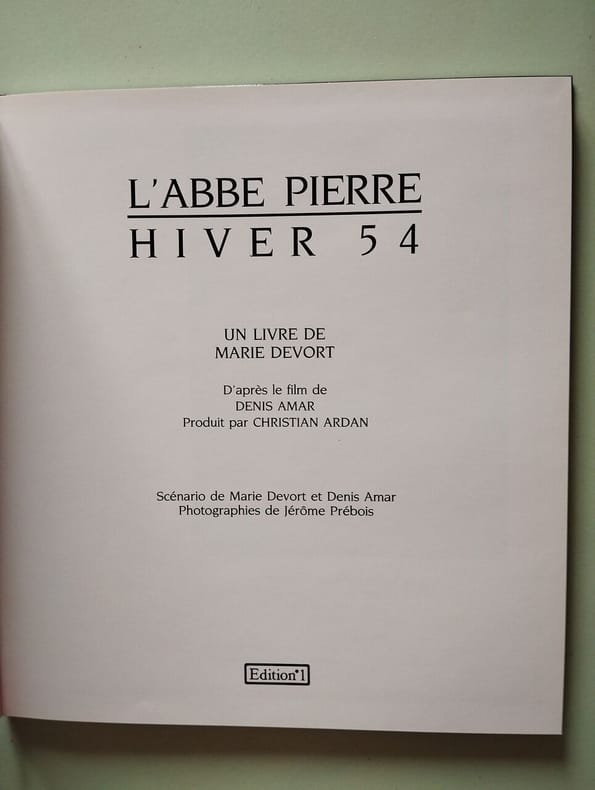 L'ABBE PIERRE
HIVER 54
UN LIVRE DE
MARIE DEVORT
D'après le film de
DENIS AMAR
Produit par CHRISTIAN ARDAN
Scénario de Marie Devort et Denis Amar
Photographies de Jérôme Prébois
Edition°1